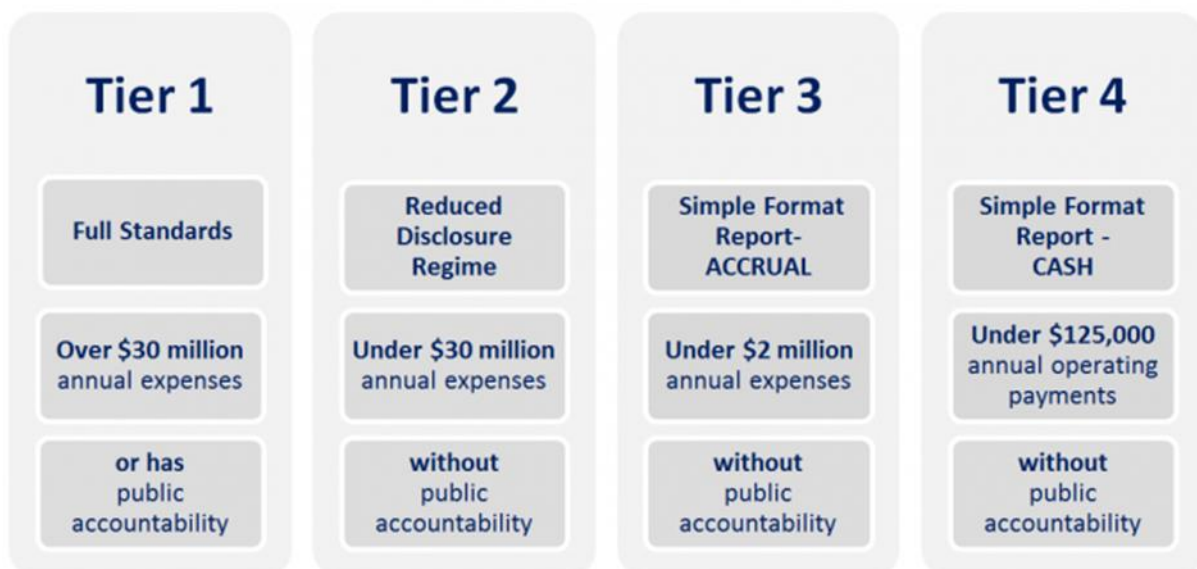 Tier 1
Full Standards
Over $30 million
annual expenses
or has
public
accountability
Tier 2
Reduced
Disclosure
Regime
Under $30 million
annual expenses
without
public
accountability
Tier 3
Simple Format
Report-
ACCRUAL
Under $2 million
annual expenses
without
public
accountability
Tier 4
Simple Format
Report -
CASH
Under $125,000
annual operating
payments
without
public
accountability